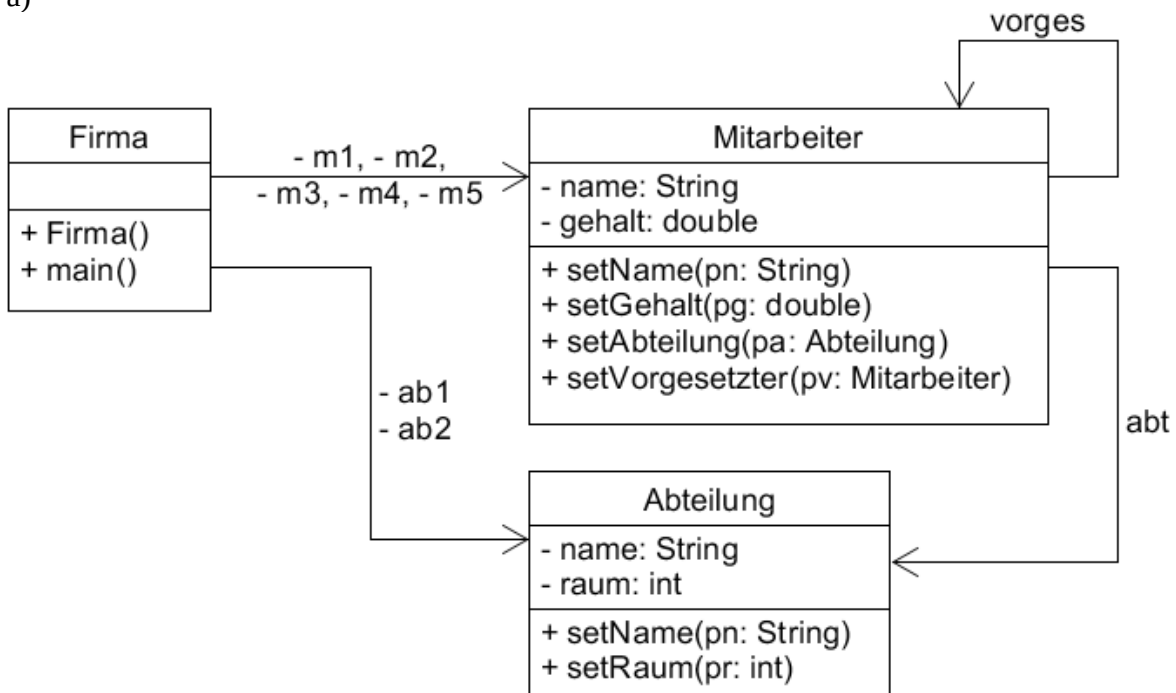 a)
vorges
Firma
+ Firma()
+ main()
- m1, - m2,
- m3, - m4, - m5
Mitarbeiter
- name: String
- gehalt: double
+ setName(pn: String)
+ setGehalt(pg: double)
+ setAbteilung(pa: Abteilung)
+ setVorgesetzter(pv: Mitarbeiter)
- ab1
- ab2
abt
Abteilung
- name: String
- raum: int
+ setName(pn: String)
+ setRaum(pr: int)